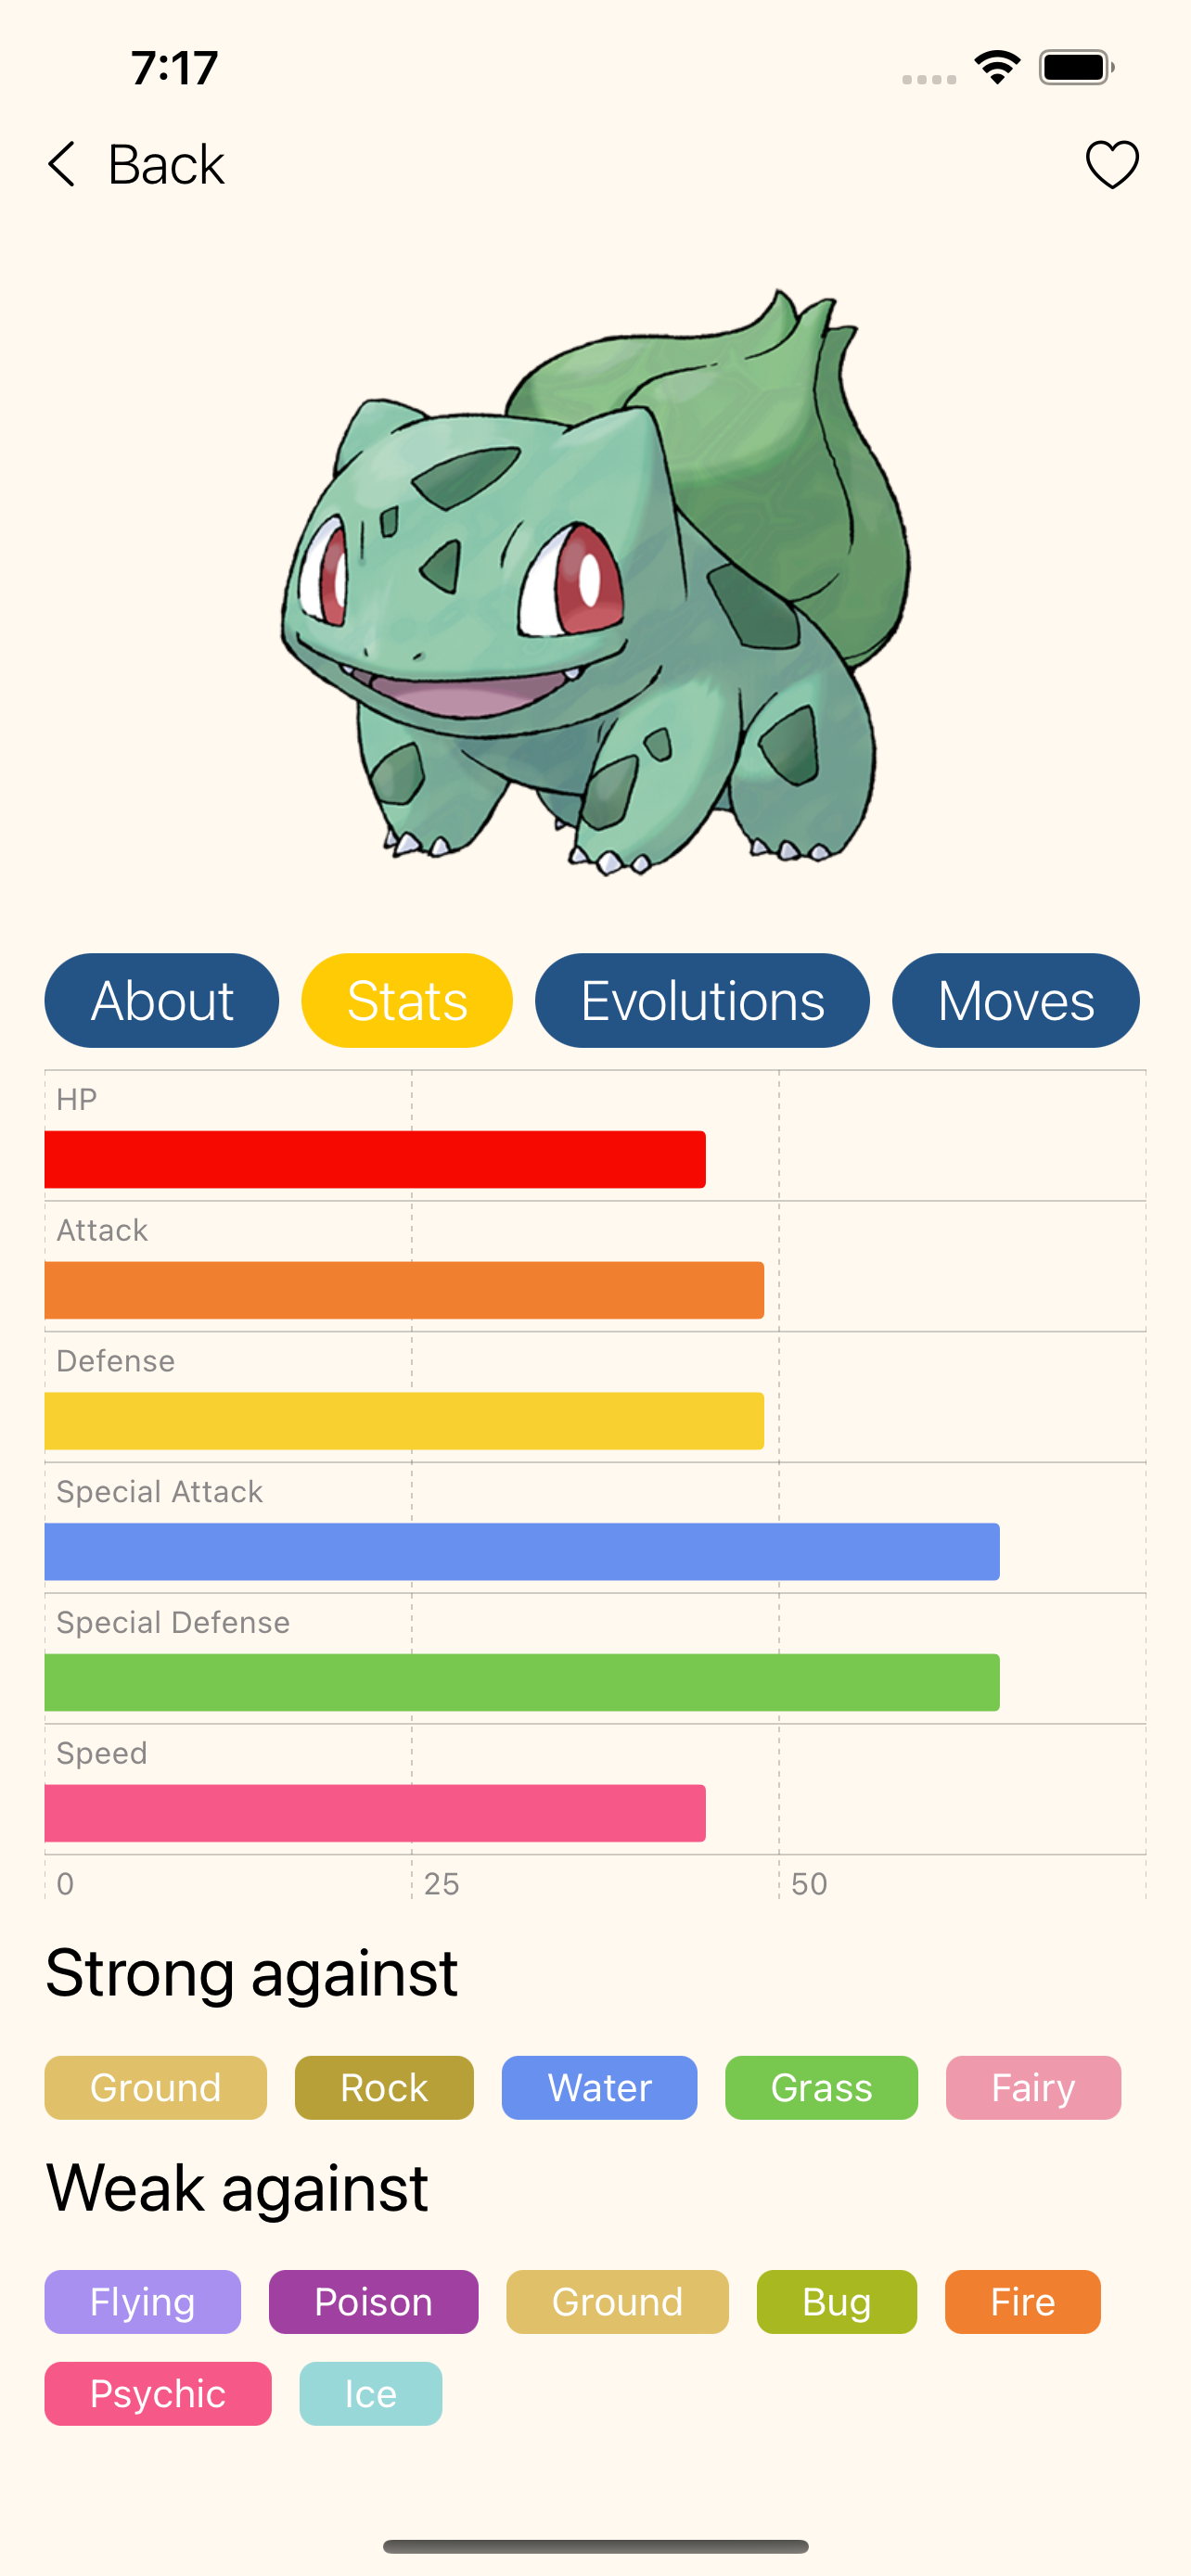 7:17
Back
About Stats Evolutions Moves
HP
Attack
Defense
Special Attack
Special Defense
Speed
0 25 50
Strong against
Ground Rock Water Grass Fairy
Weak against
Flying Poison Ground Bug Fire
Psychic Ice